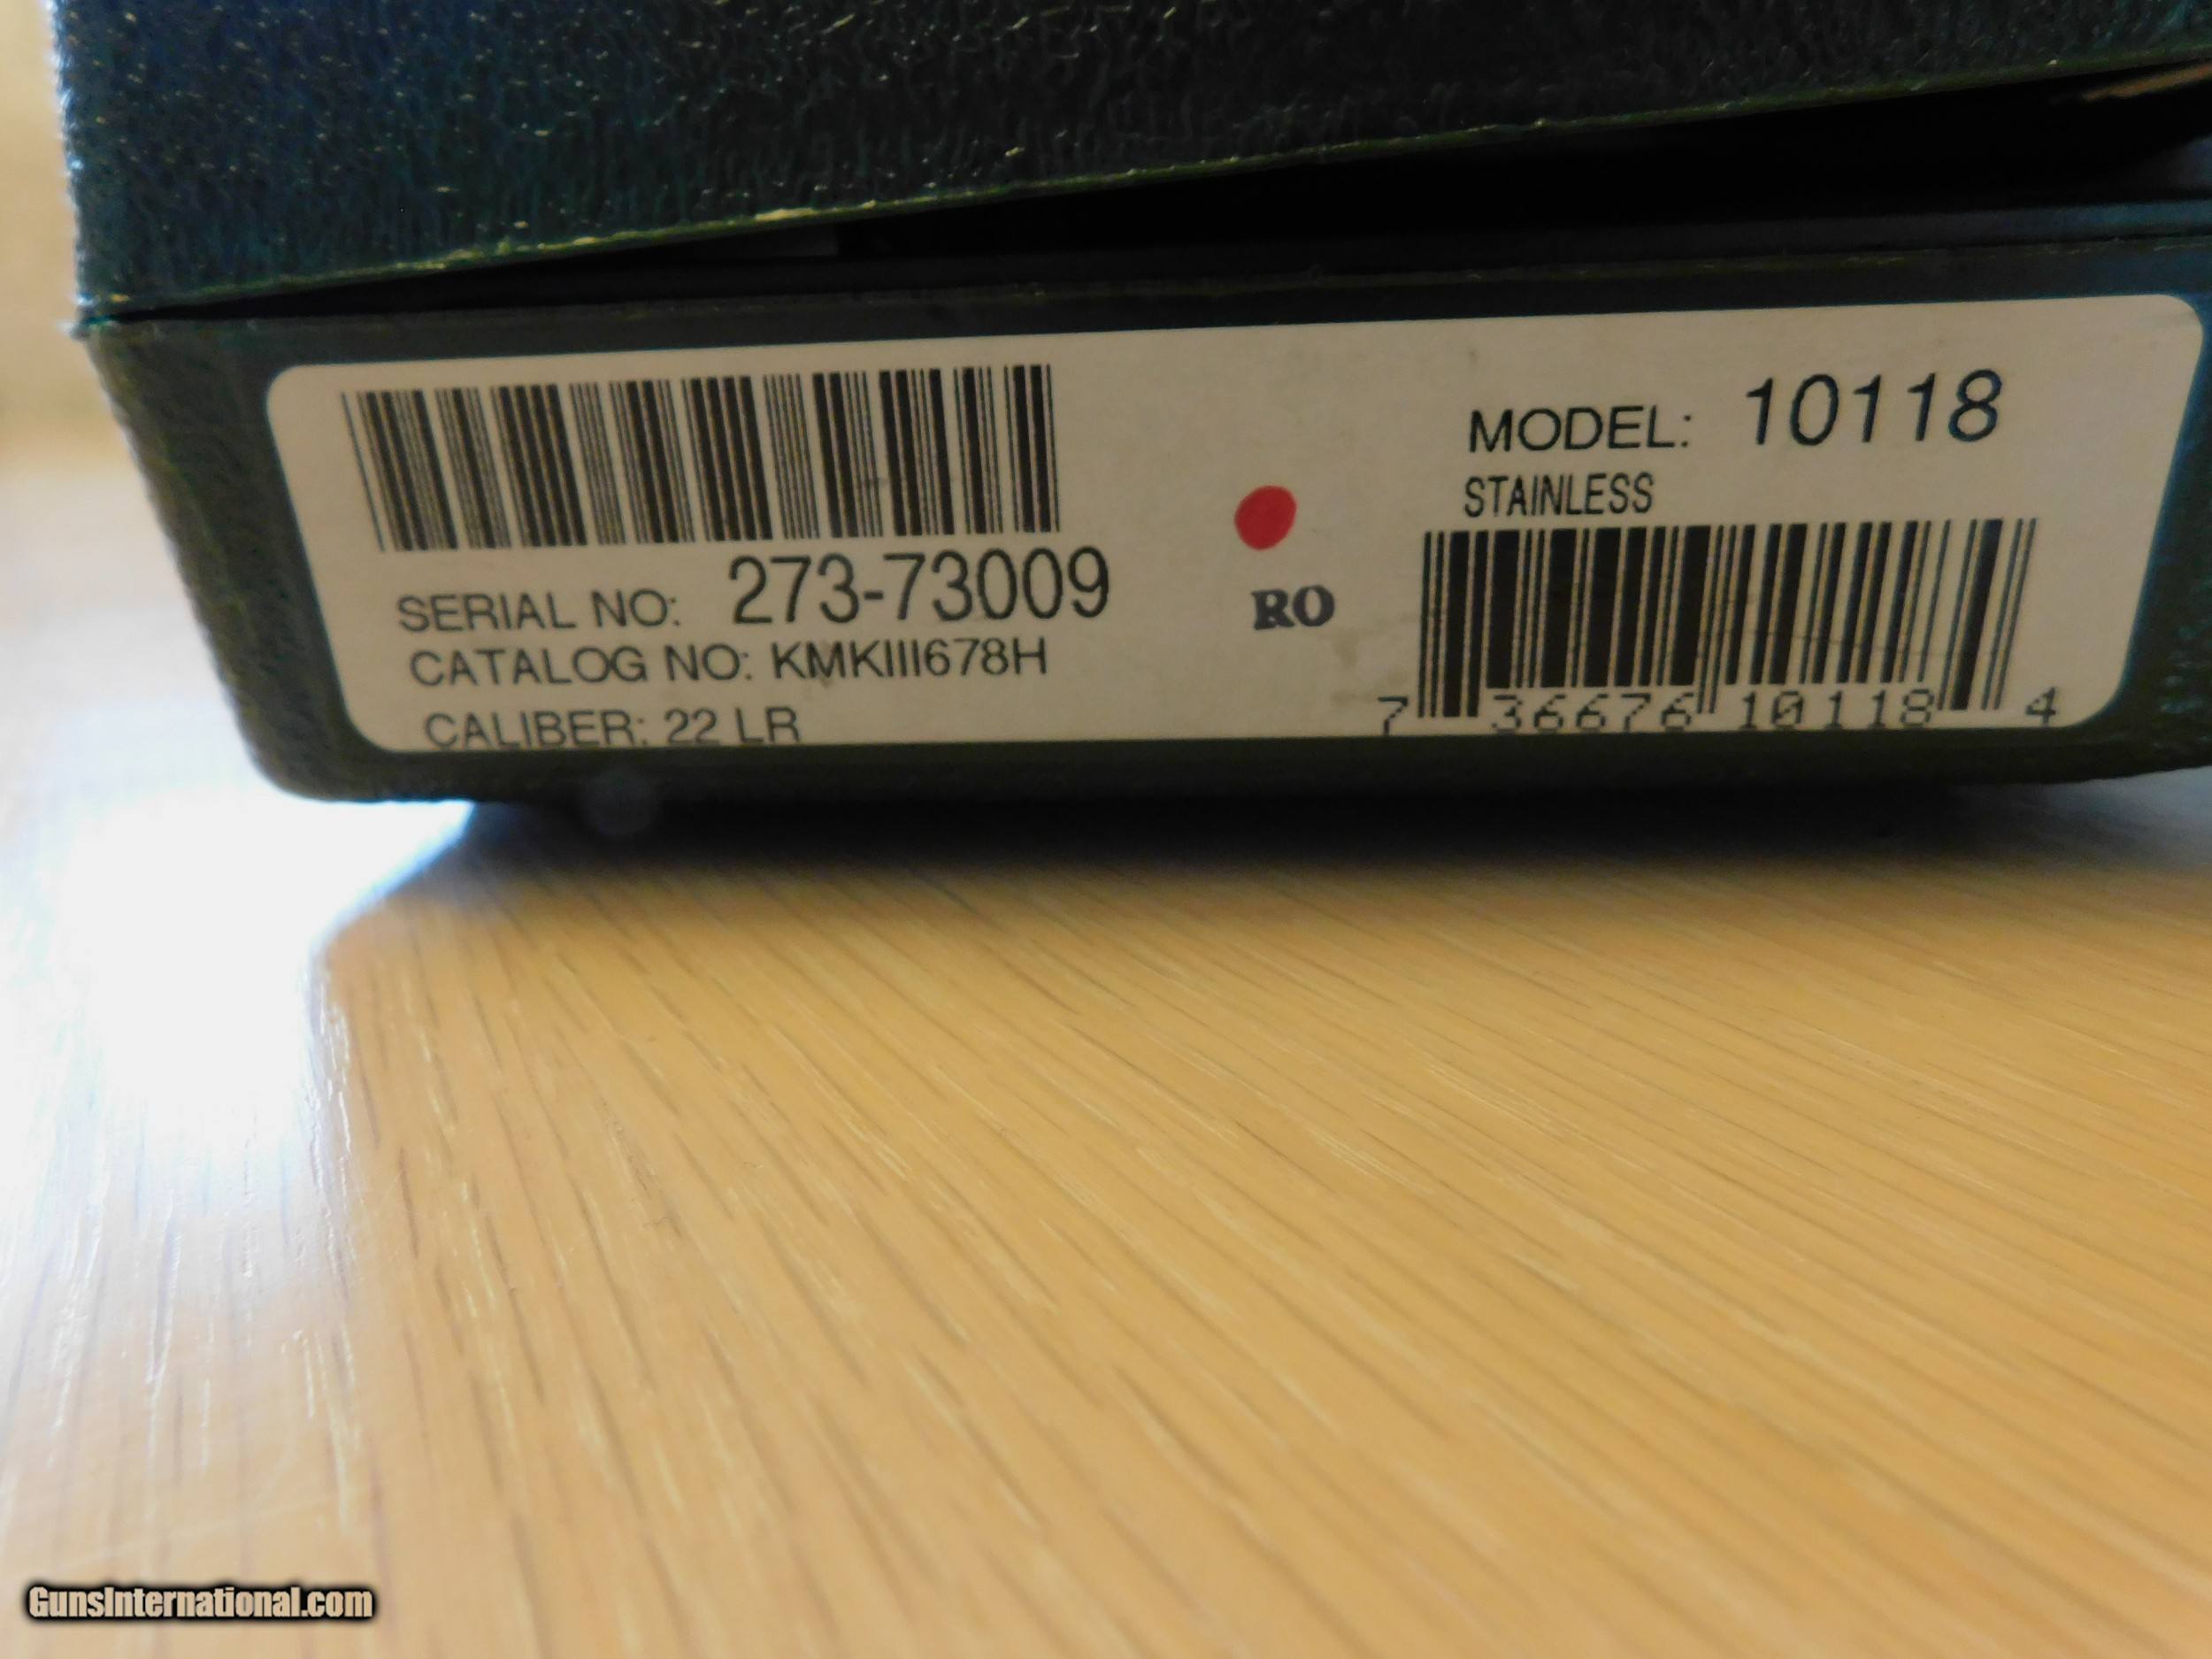 SERIAL NO: 273-73009
CATALOG NO: KMKIII678H
CALIBER: 22 LR
RO
MODEL: 10118
STAINLESS
7 36676 10118 4
GunsInternational.com